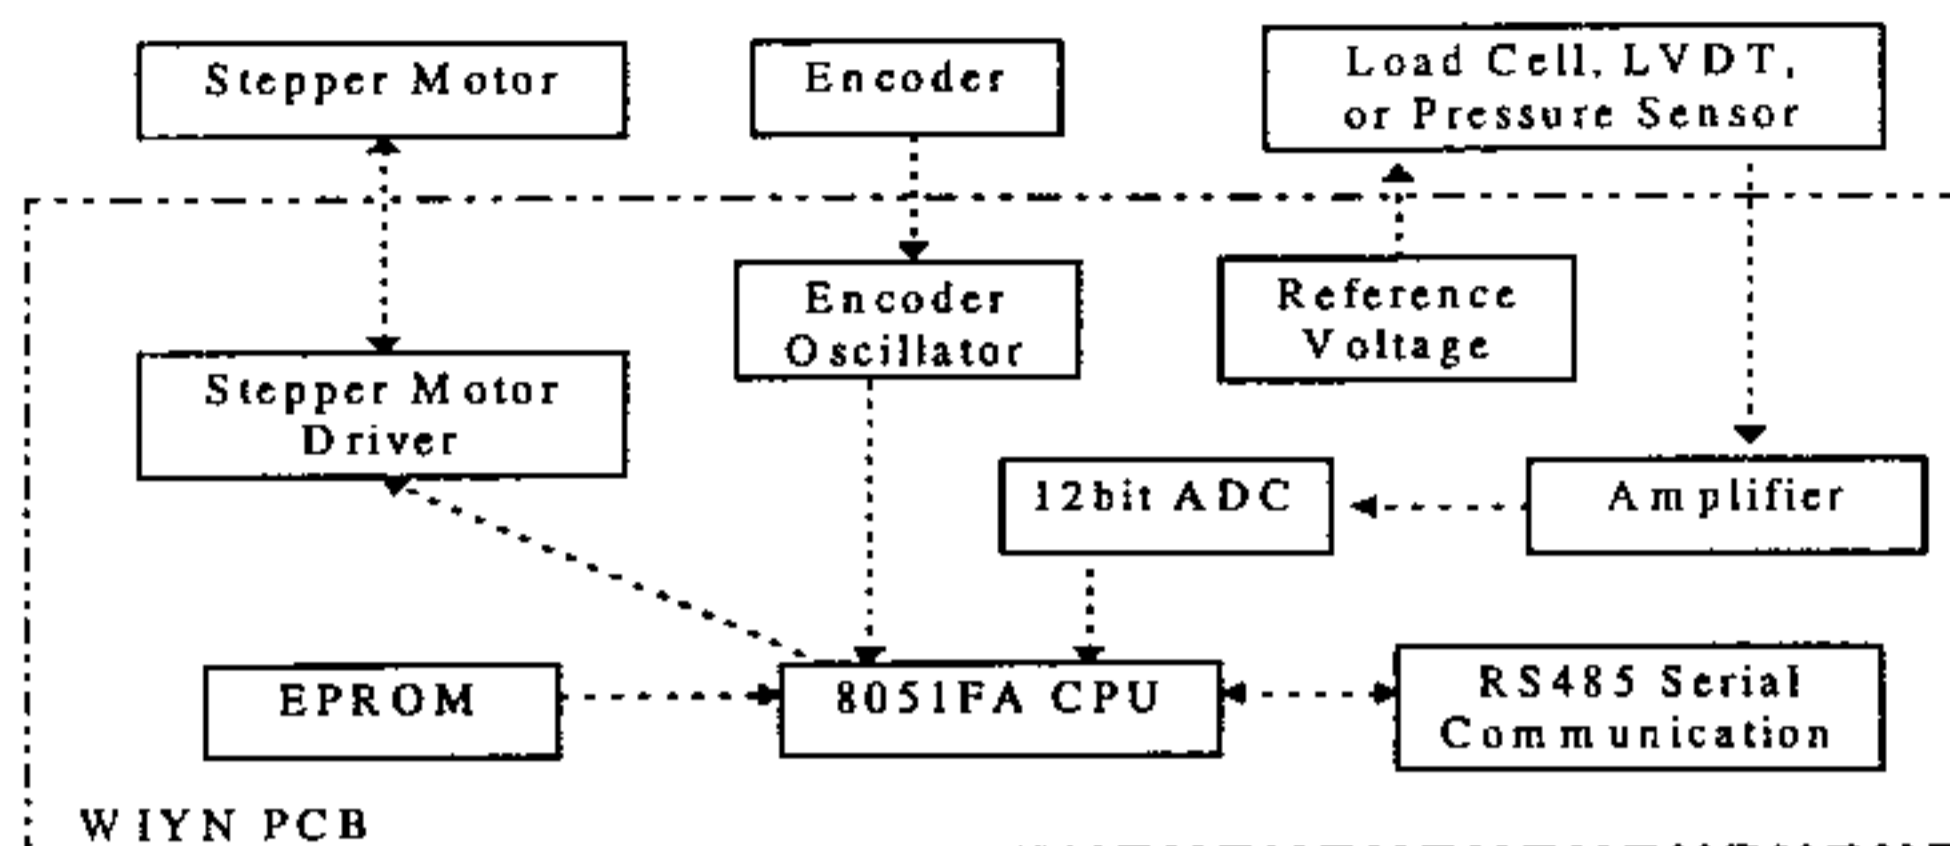 Stepper Motor
Encoder
Load Cell, LVDT,
or Pressure Sensor
Encoder
Oscillator
Reference
Voltage
Stepper Motor
Driver
12bit ADC
Amplifier
EPROM
8051FA CPU
RS485 Serial
Communication
WIYN PCB